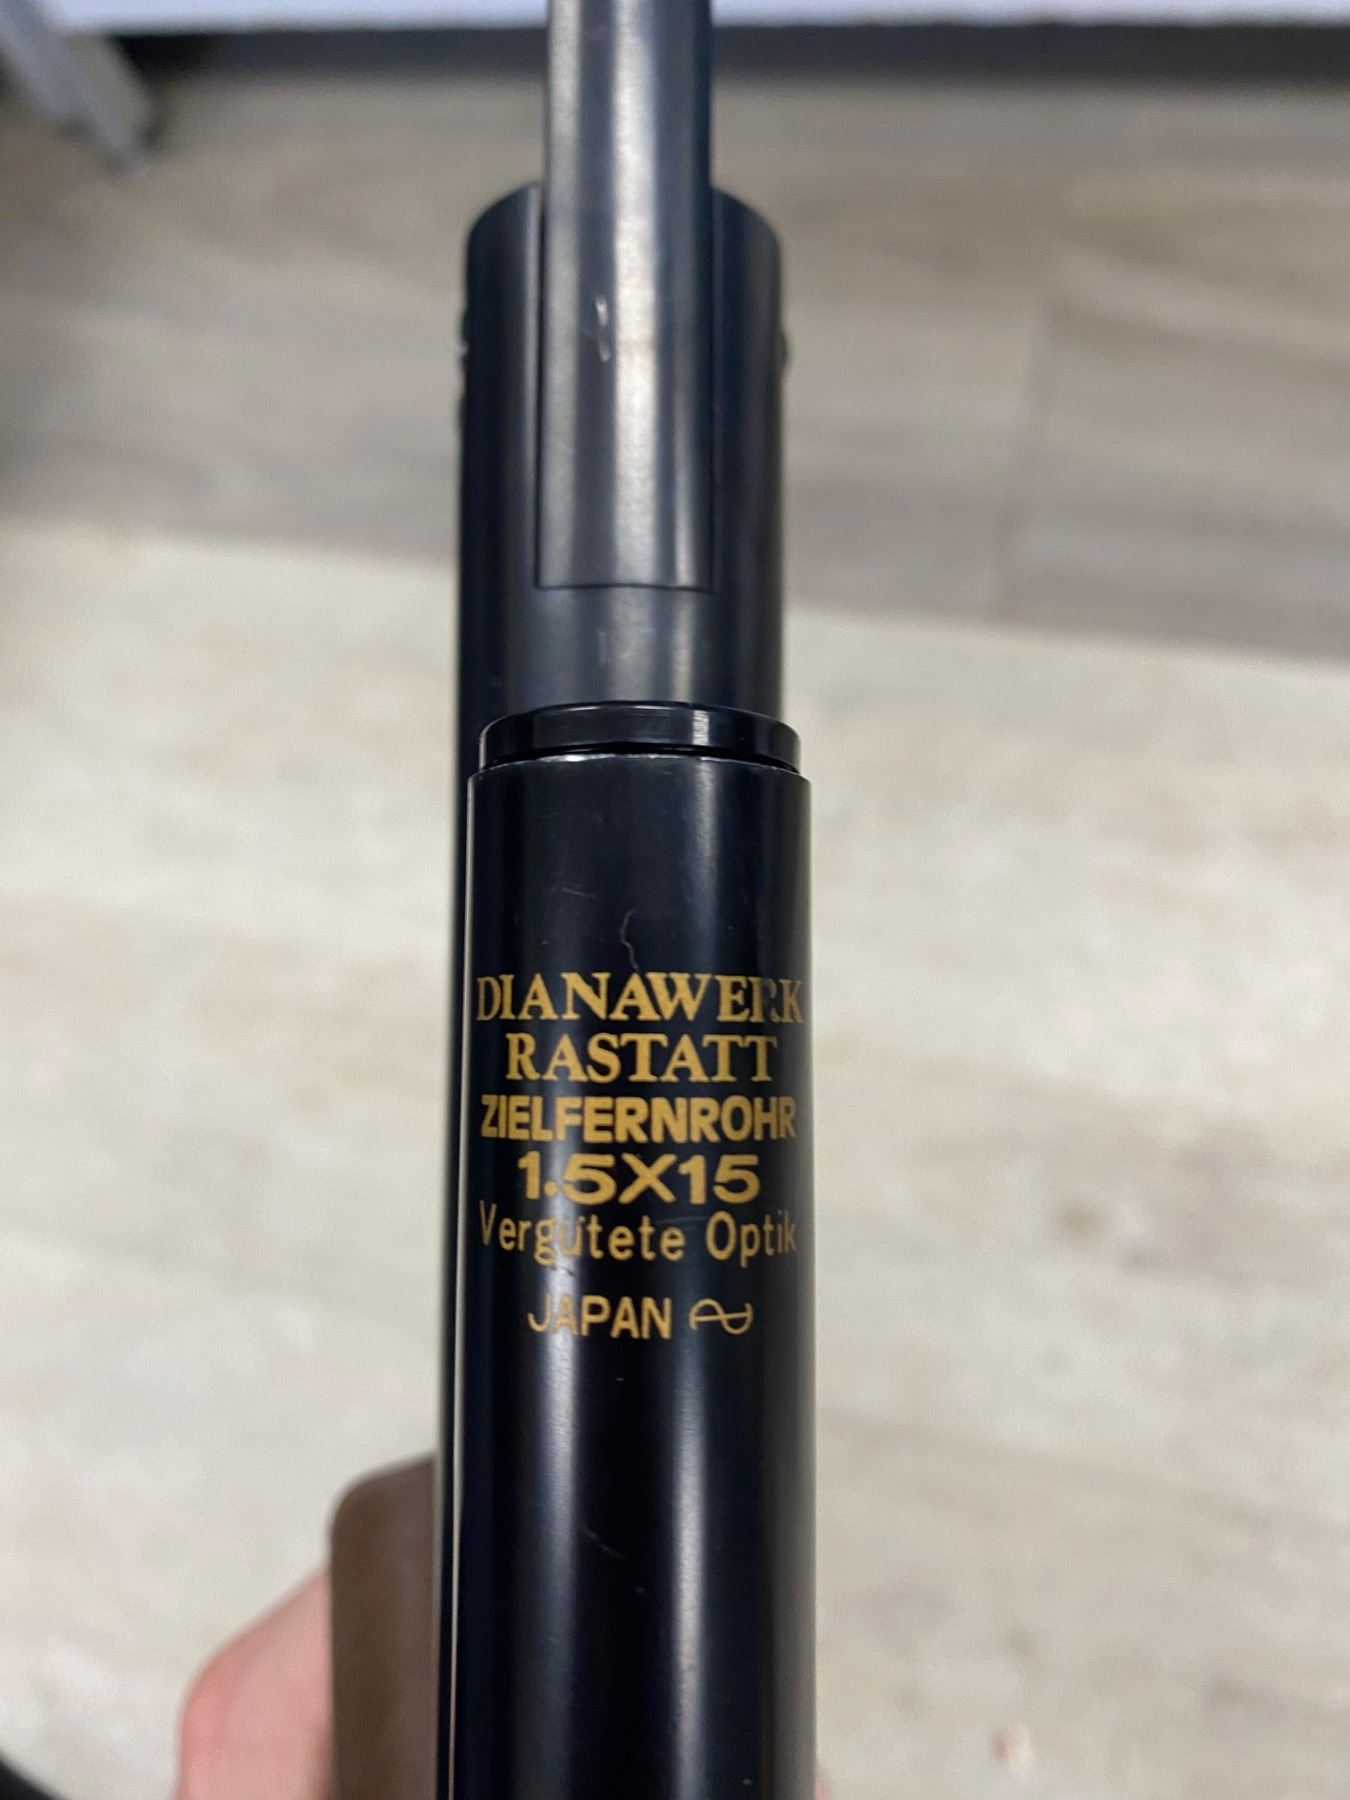 DIANAWERK
RASTATT
ZIELFERNROHR
1.5X15
Vergütete Optik
JAPAN